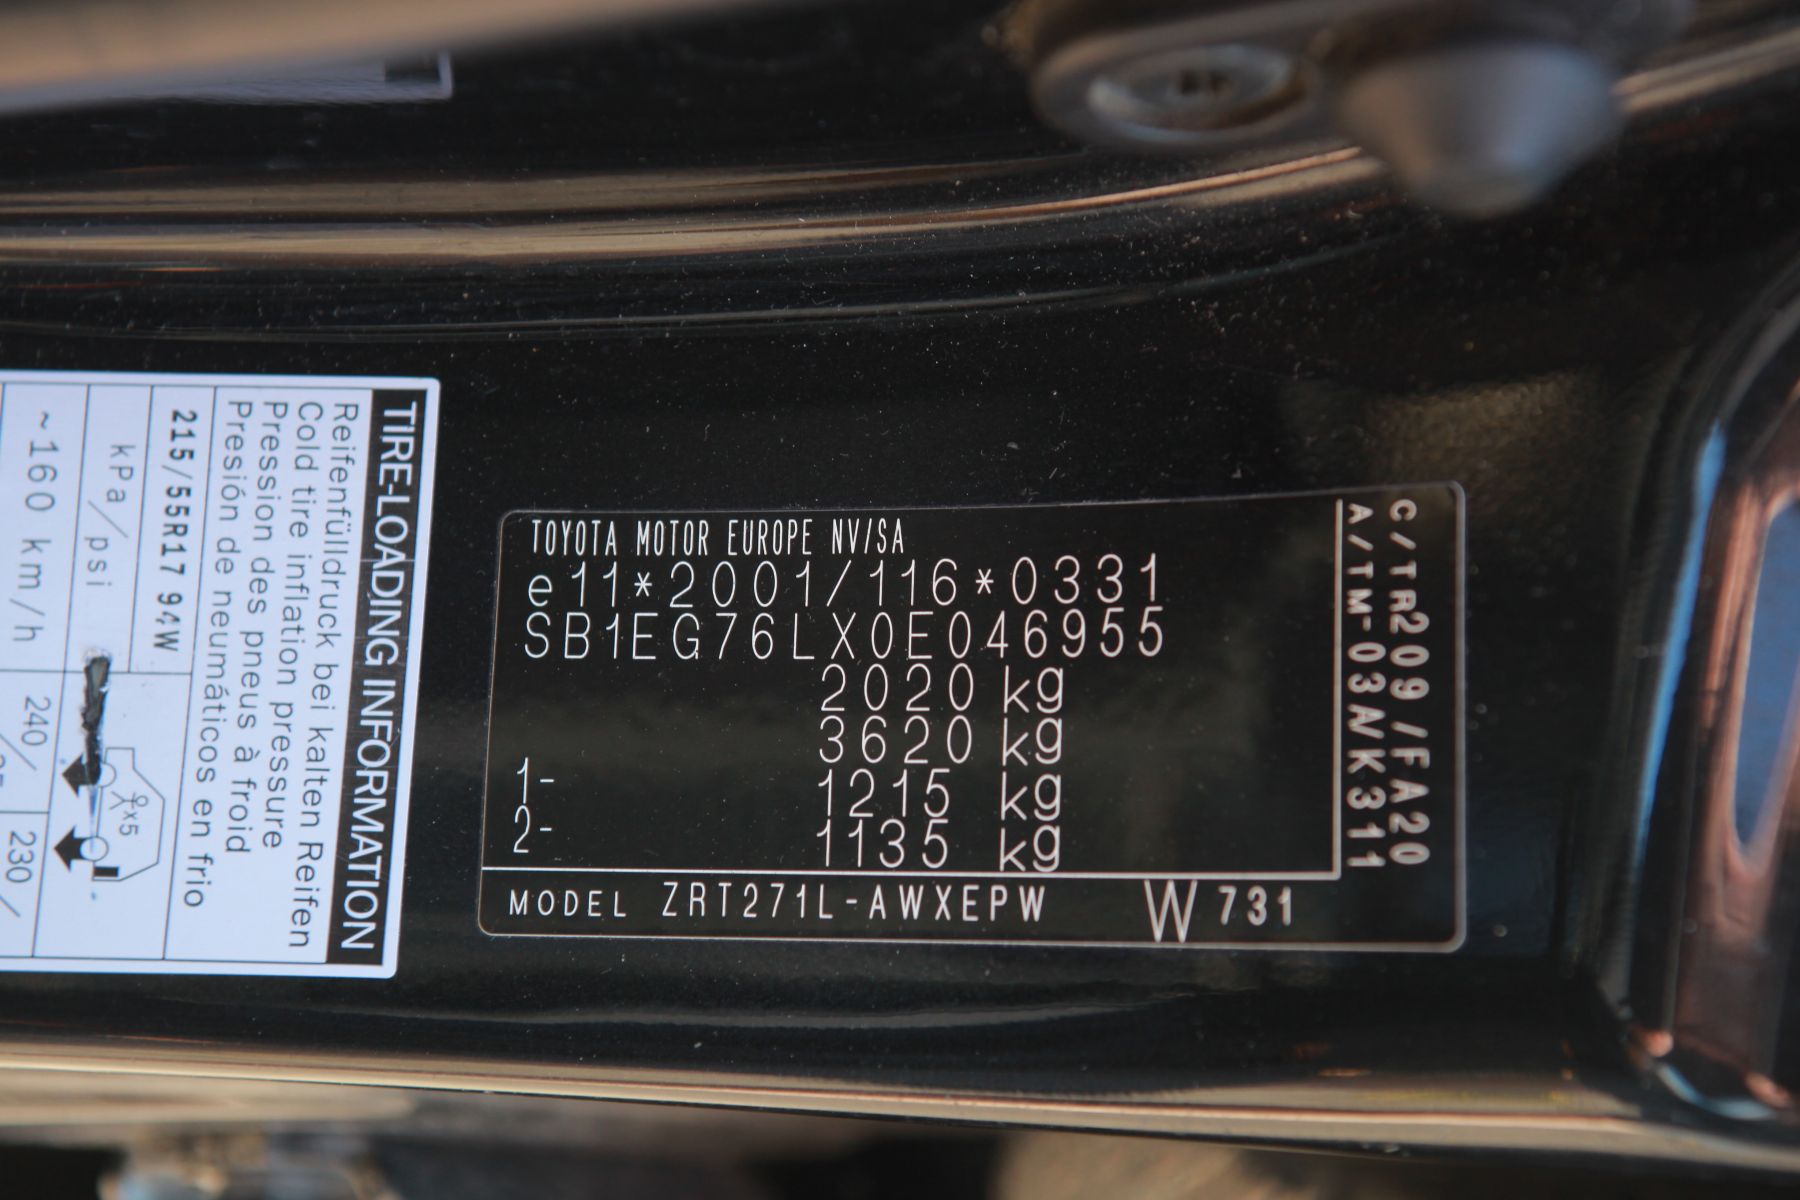 TOYOTA MOTOR EUROPE NV/SA
e11*2001/116*0331
SB1EG76LX0E046955
2020 kg
3620 kg
1- 1215 kg
2- 1135 kg
MODEL ZRT271L-AWXEPW W731
C/TR209/FA20
A/TM-03A/K311
TIRE-LOADING INFORMATION
Reifenfülldruck bei kalten Reifen
Cold tire inflation pressure
Pression des pneus à froid
Presión de neumáticos en frio
215/55R17 94W
x5
kPa/psi
~160 km/h
240/
230/